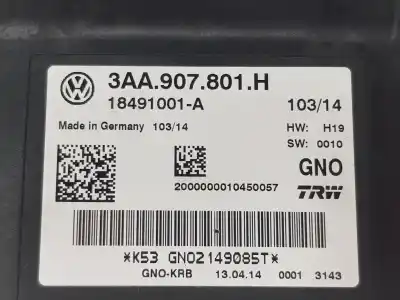 3AA.907.801.H
18491001-A
103/14
Made in Germany 103/14
HW: H19
SW: 0010
GNO
2000000010450057
TRW
*K53 GNO2149085T*
GNO-KRB 13.04.14 0001 3143